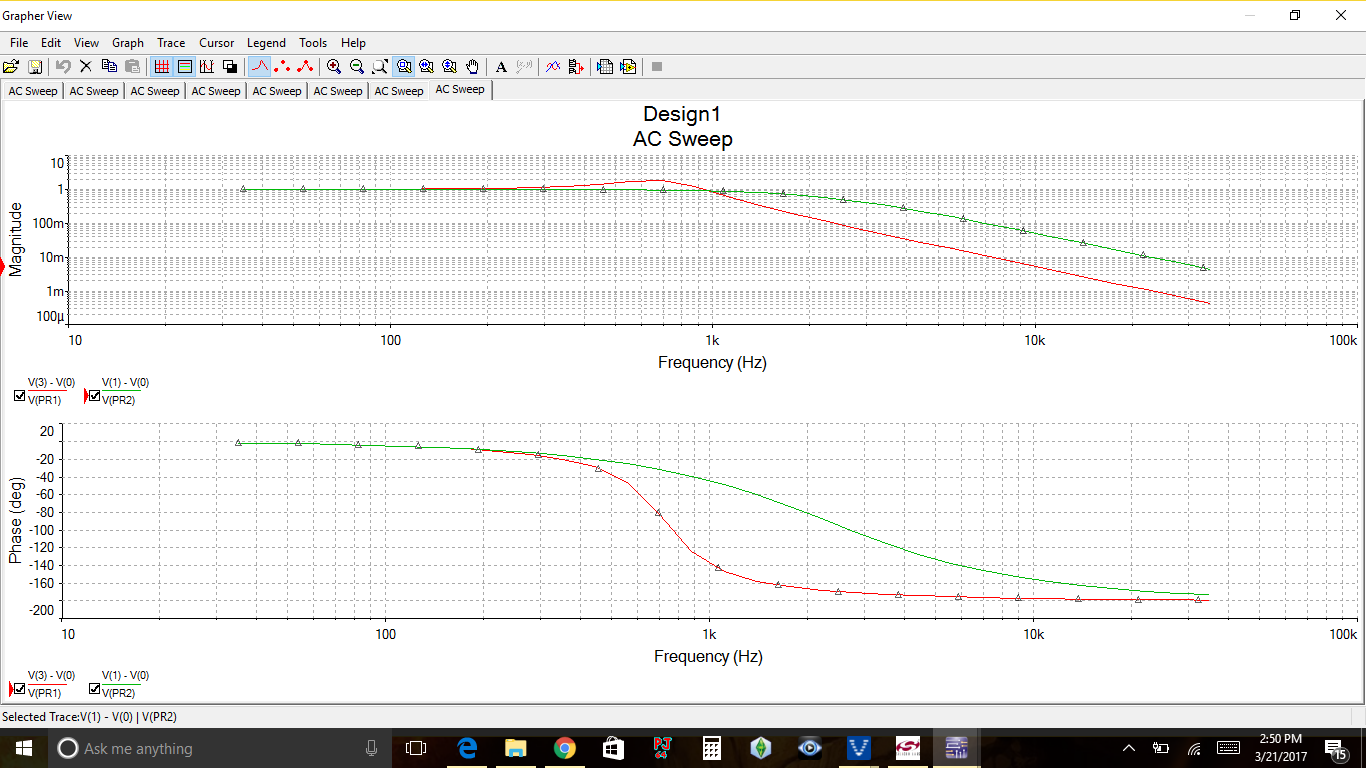 Grapher View
File Edit View Graph Trace Cursor Legend Tools Help
A
AC Sweep AC Sweep AC Sweep AC Sweep AC Sweep AC Sweep AC Sweep AC Sweep
Design1
AC Sweep
Magnitude
10
1
100m
10m
1m
100µ
10 100 1k 10k 100k
Frequency (Hz)
V(3) - V(0) V(1) - V(0)
V(PR1) V(PR2)
Phase (deg)
20
-20
-40
-60
-80
-100
-120
-140
-160
-200
10 100 1k 10k 100k
Frequency (Hz)
V(3) - V(0) V(1) - V(0)
V(PR1) V(PR2)
Selected Trace:V(1) - V(0) | V(PR2)
Ask me anything
2:50 PM
3/21/2017
15